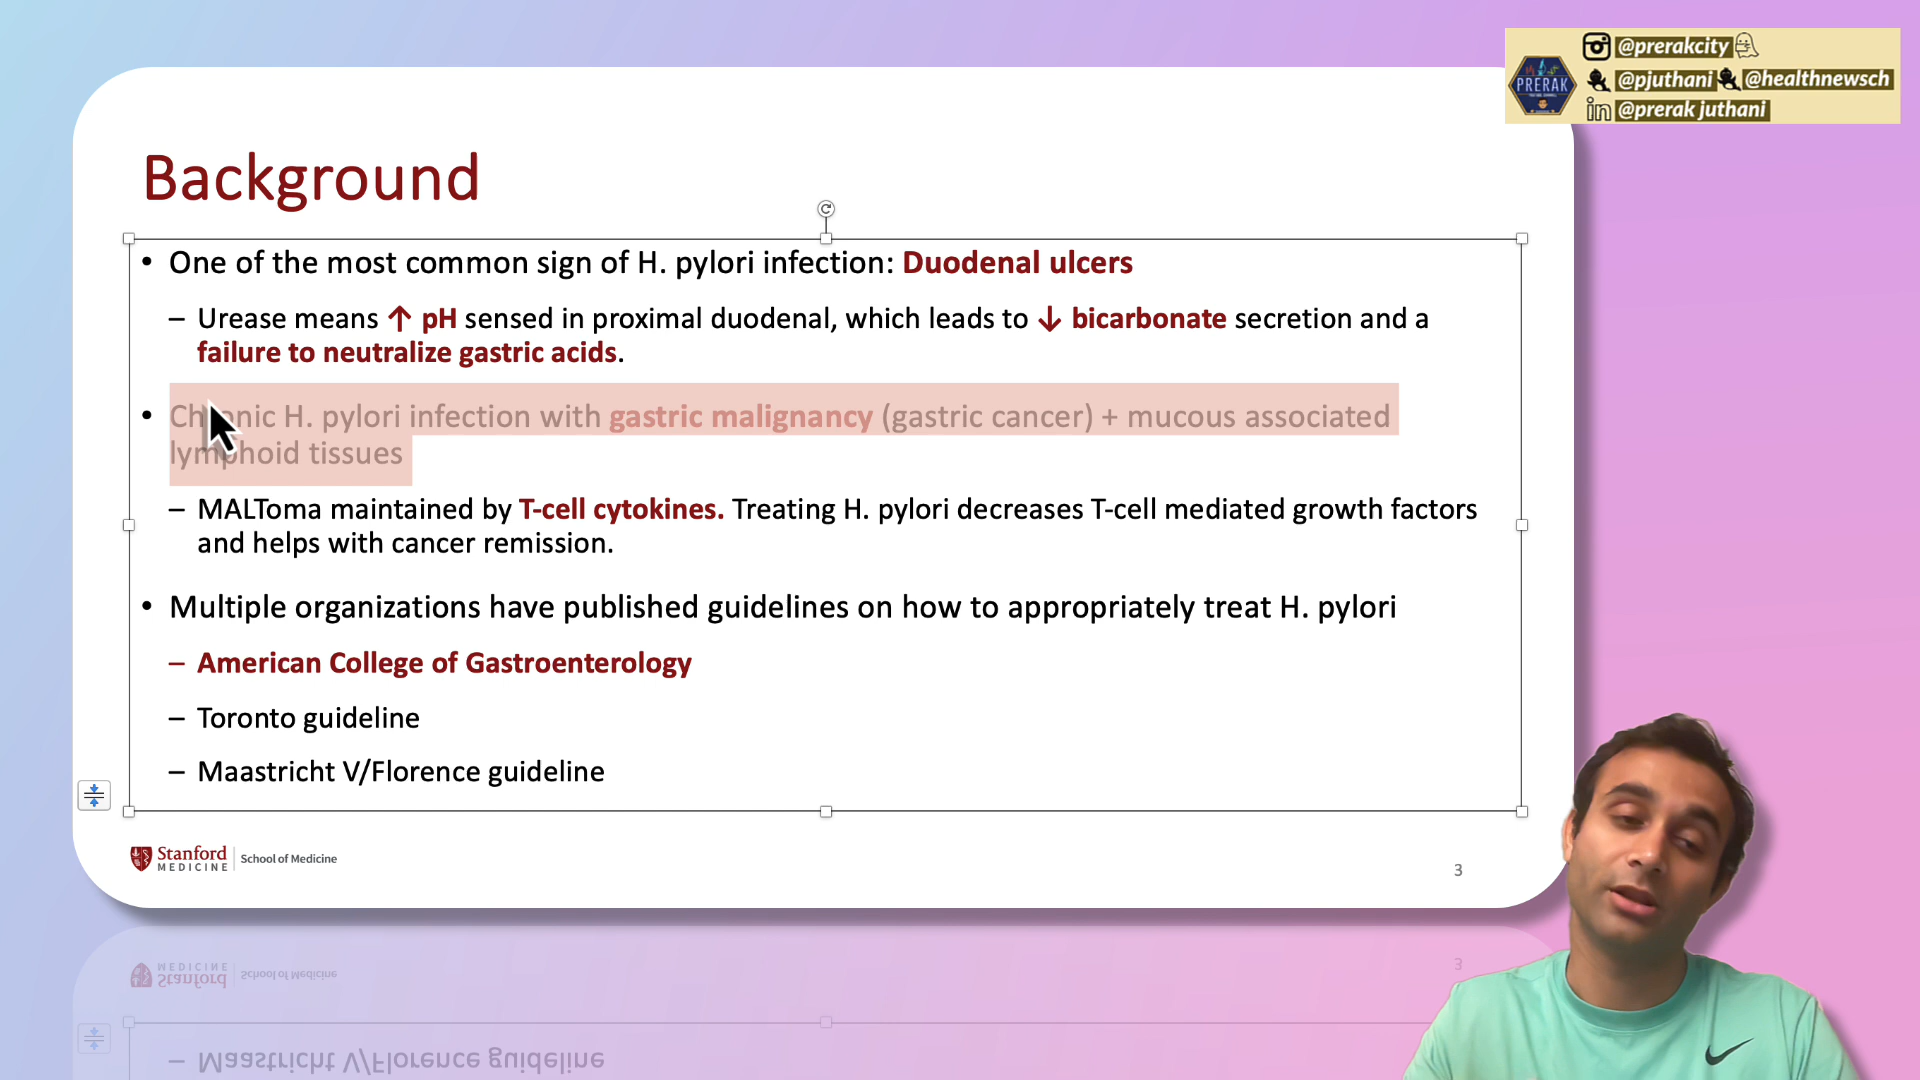 @prerakcity
PRERAK
@pjuthani @healthnewsch
in @prerak juthani
Background
• One of the most common sign of H. pylori infection: Duodenal ulcers
– Urease means ↑ pH sensed in proximal duodenal, which leads to ↓ bicarbonate secretion and a
failure to neutralize gastric acids.
• Chronic H. pylori infection with gastric malignancy (gastric cancer) + mucous associated
lymphoid tissues
– MALToma maintained by T-cell cytokines. Treating H. pylori decreases T-cell mediated growth factors
and helps with cancer remission.
• Multiple organizations have published guidelines on how to appropriately treat H. pylori
– American College of Gastroenterology
– Toronto guideline
– Maastricht V/Florence guideline
Stanford
MEDICINE
School of Medicine
3